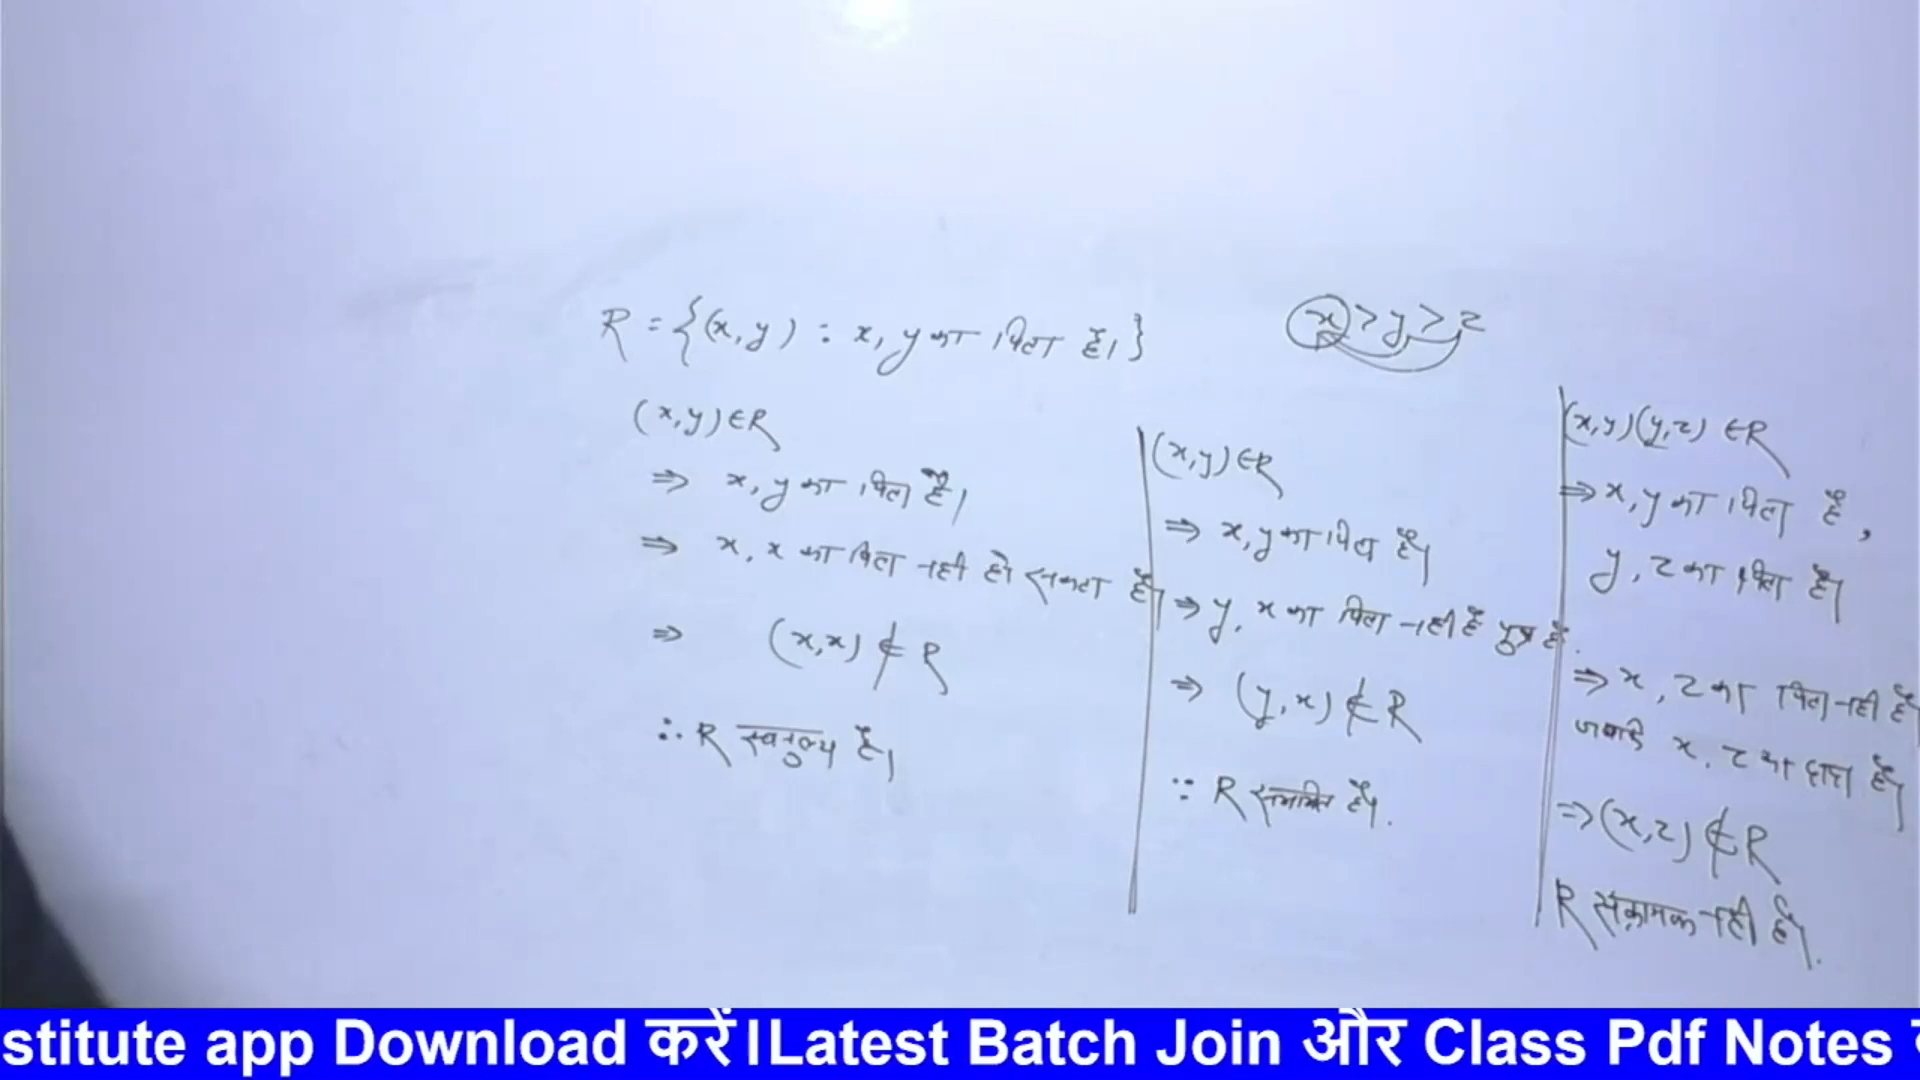 R = {(x, y) : x, y का पिता है।}
x > y > z
(x, y) ∈ R
⇒ x, y का पिता है।
⇒ x, x का पिता नही हो सकता है।
⇒ (x, x) ∉ R
∴ R स्वतुल्य है।
(x, y) ∈ R
⇒ x, y का पिता है।
⇒ y, x का पिता नही है पुत्र है.
⇒ (y, x) ∉ R
∵ R सममित है।.
(x, y) (y, z) ∈ R
⇒ x, y का पिता है,
y, z का पिता है।
⇒ x, z का पिता नही है
x, z का दादा है।
⇒ (x, z) ∉ R
R संक्रामक नही है।.
stitute app Download करें।Latest Batch Join और Class Pdf Notes